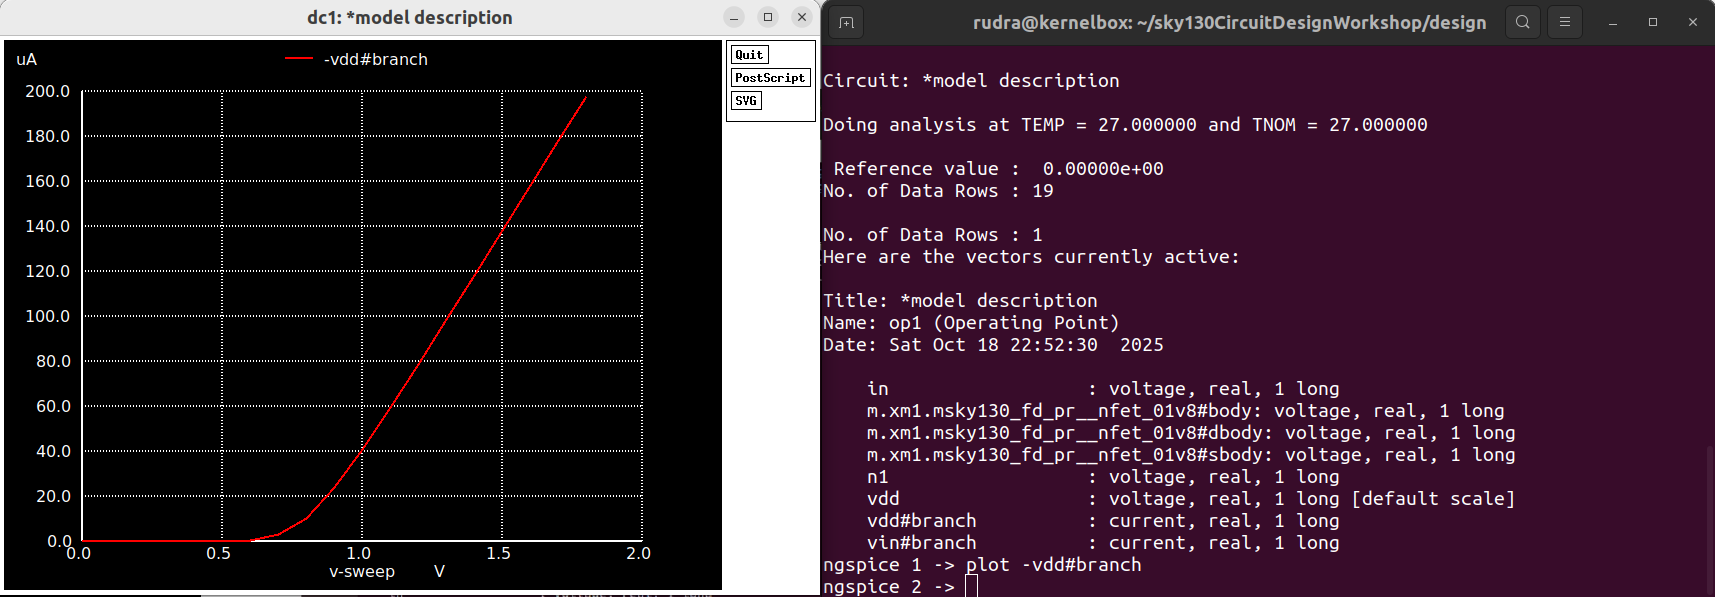 dc1: *model description
uA
-vdd#branch
200.0
180.0
160.0
140.0
120.0
100.0
80.0
60.0
40.0
20.0
0.0
0.0 0.5 1.0 1.5 2.0
v-sweep V
Quit
PostScript
SVG
rudra@kernelbox: ~/sky130CircuitDesignWorkshop/design
Circuit: *model description
Doing analysis at TEMP = 27.000000 and TNOM = 27.000000
Reference value :  0.00000e+00
No. of Data Rows : 19
No. of Data Rows : 1
Here are the vectors currently active:
Title: *model description
Name: op1 (Operating Point)
Date: Sat Oct 18 22:52:30  2025
in : voltage, real, 1 long
m.xm1.msky130_fd_pr__nfet_01v8#body: voltage, real, 1 long
m.xm1.msky130_fd_pr__nfet_01v8#dbody: voltage, real, 1 long
m.xm1.msky130_fd_pr__nfet_01v8#sbody: voltage, real, 1 long
n1 : voltage, real, 1 long
vdd : voltage, real, 1 long [default scale]
vdd#branch : current, real, 1 long
vin#branch : current, real, 1 long
ngspice 1 -> plot -vdd#branch
ngspice 2 ->